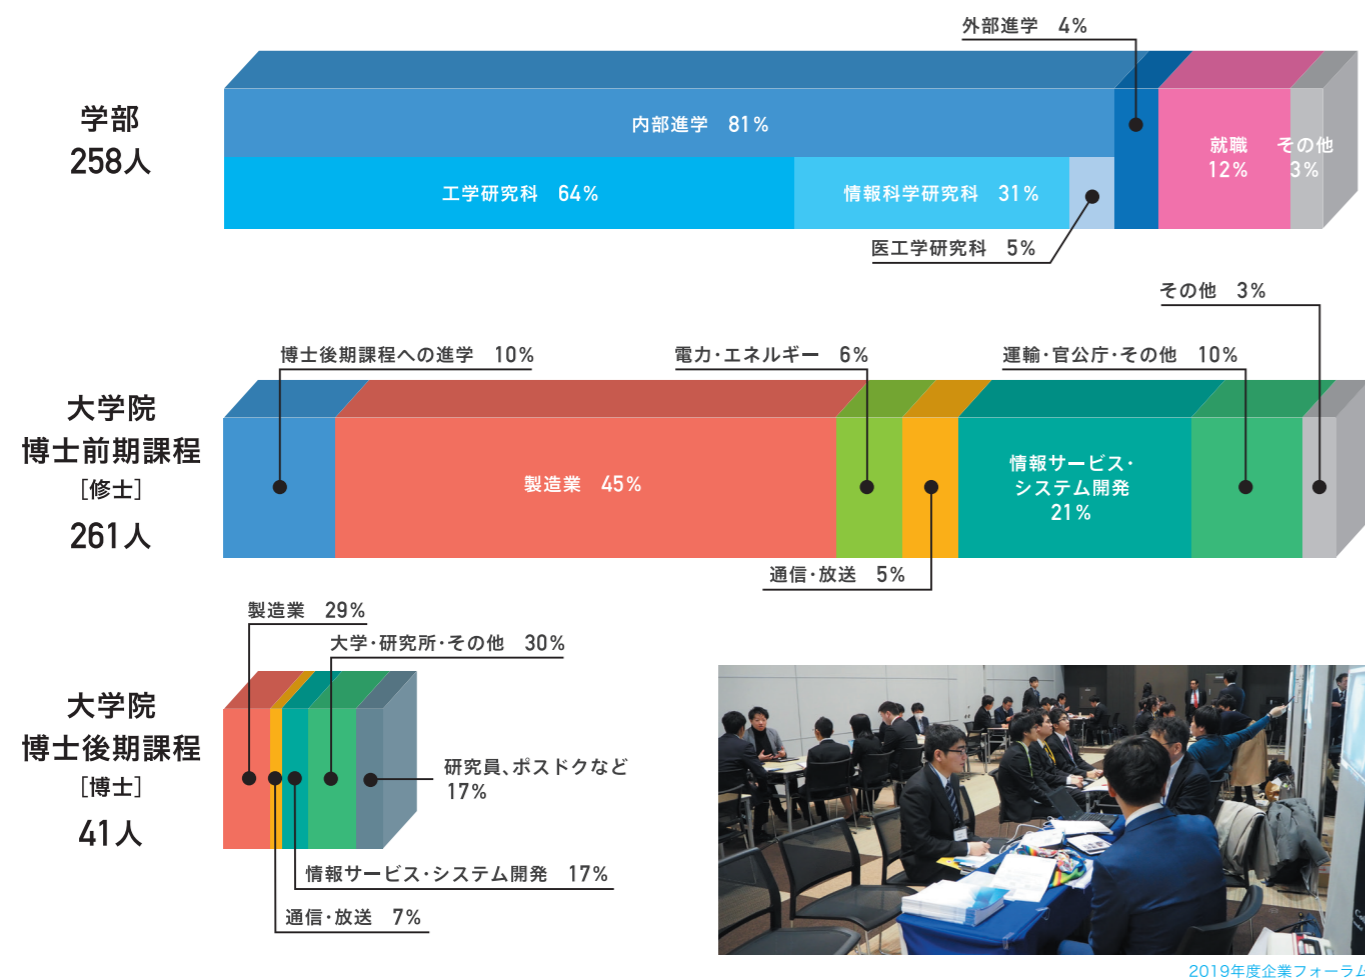 学部
258人
外部進学 4%
内部進学 81%
就職
12%
その他
3%
工学研究科 64%
情報科学研究科 31%
医工学研究科 5%
大学院
博士前期課程
［修士］
261人
その他 3%
博士後期課程への進学 10%
電力・エネルギー 6%
運輸・官公庁・その他 10%
製造業 45%
情報サービス・
システム開発
21%
通信・放送 5%
大学院
博士後期課程
［博士］
41人
製造業 29%
大学・研究所・その他 30%
研究員、ポスドクなど
17%
情報サービス・システム開発 17%
通信・放送 7%
2019年度企業フォーラム